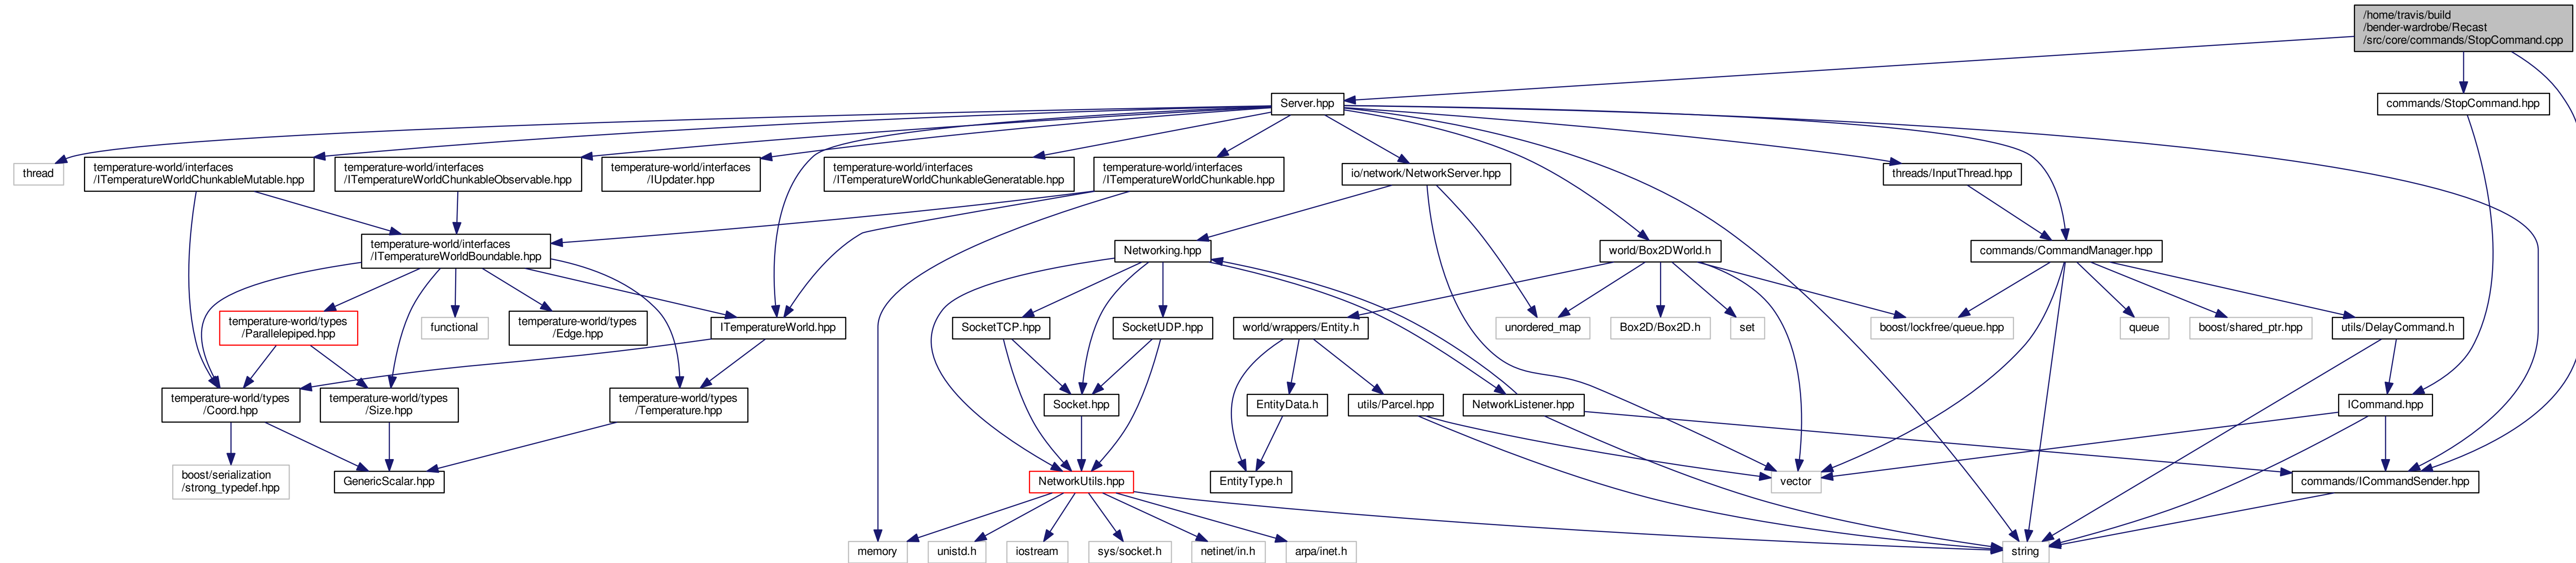 /home/travis/build
/bender-wardrobe/Recast
/src/core/commands/StopCommand.cpp
Server.hpp
commands/StopCommand.hpp
thread
temperature-world/interfaces
/ITemperatureWorldChunkableMutable.hpp
temperature-world/interfaces
/ITemperatureWorldChunkableObservable.hpp
temperature-world/interfaces
/IUpdater.hpp
temperature-world/interfaces
/ITemperatureWorldChunkableGeneratable.hpp
temperature-world/interfaces
/ITemperatureWorldChunkable.hpp
io/network/NetworkServer.hpp
threads/InputThread.hpp
temperature-world/interfaces
/ITemperatureWorldBoundable.hpp
Networking.hpp
world/Box2DWorld.h
commands/CommandManager.hpp
temperature-world/types
/Parallelepiped.hpp
functional
temperature-world/types
/Edge.hpp
ITemperatureWorld.hpp
SocketTCP.hpp
SocketUDP.hpp
world/wrappers/Entity.h
unordered_map
Box2D/Box2D.h
set
boost/lockfree/queue.hpp
queue
boost/shared_ptr.hpp
utils/DelayCommand.h
temperature-world/types
/Coord.hpp
temperature-world/types
/Size.hpp
temperature-world/types
/Temperature.hpp
Socket.hpp
EntityData.h
utils/Parcel.hpp
NetworkListener.hpp
ICommand.hpp
boost/serialization
/strong_typedef.hpp
GenericScalar.hpp
NetworkUtils.hpp
EntityType.h
vector
commands/ICommandSender.hpp
memory
unistd.h
iostream
sys/socket.h
netinet/in.h
arpa/inet.h
string